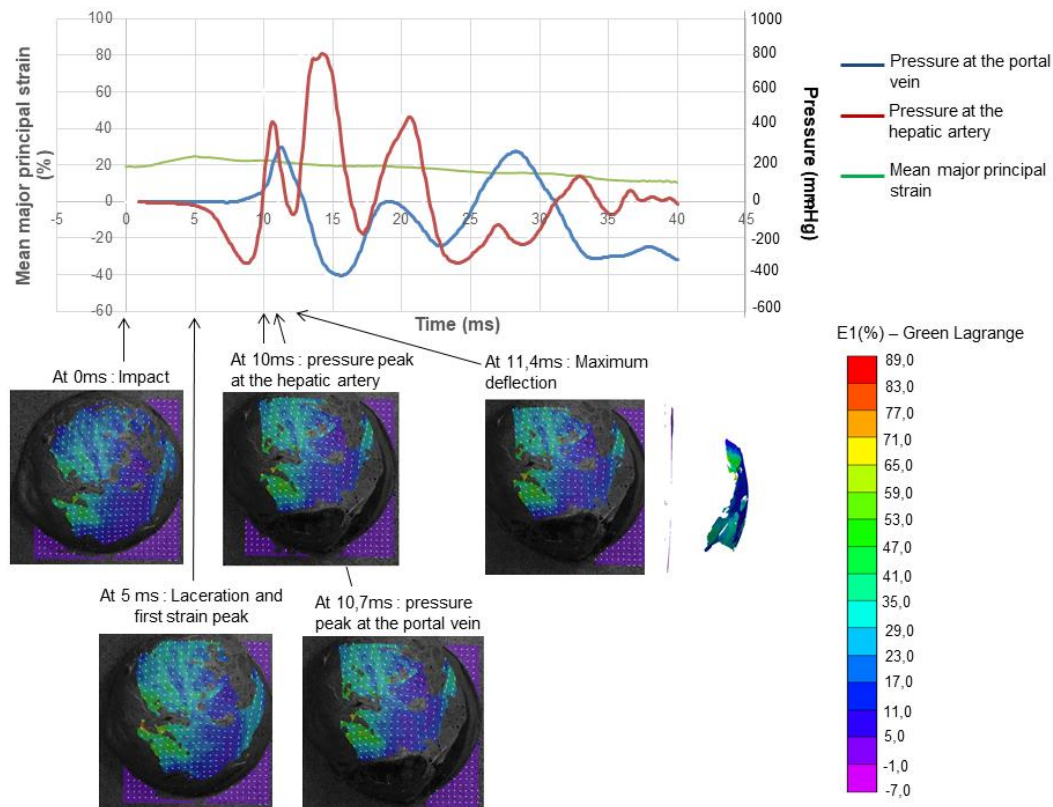 100
80
60
40
20
0
-20
-40
-60
Mean major principal strain
(%)
-5
0
5
10
15
20
25
30
35
40
45
Time (ms)
1000
800
600
400
200
0
-200
-400
-600
Pressure (mmHg)
Pressure at the portal
vein
Pressure at the
hepatic artery
Mean major principal
strain
At 0ms : Impact
At 10ms : pressure peak
at the hepatic artery
At 11,4ms : Maximum
deflection
At 5 ms : Laceration and
first strain peak
At 10,7ms : pressure
peak at the portal vein
E1(%) – Green Lagrange
89,0
83,0
77,0
71,0
65,0
59,0
53,0
47,0
41,0
35,0
29,0
23,0
17,0
11,0
5,0
-1,0
-7,0